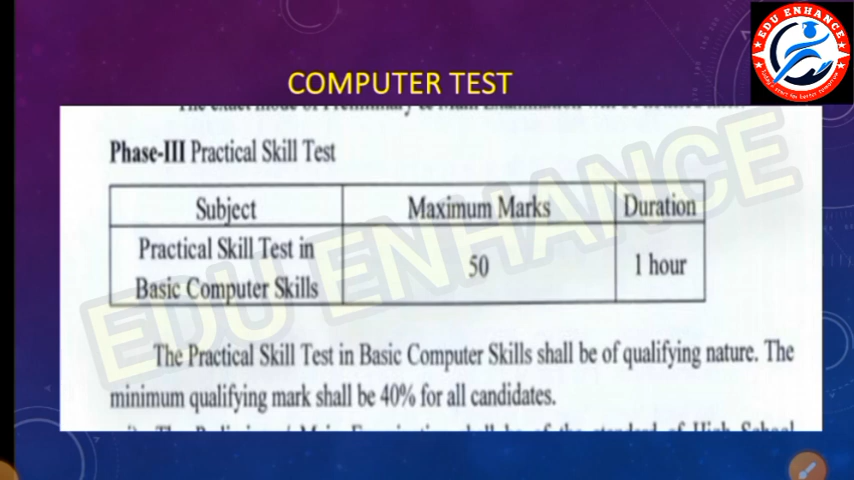 EDU ENHANCE
COMPUTER TEST
Phase-III Practical Skill Test
Subject Maximum Marks Duration
Practical Skill Test in
Basic Computer Skills 50 1 hour
EDU ENHANCE
The Practical Skill Test in Basic Computer Skills shall be of qualifying nature. The
minimum qualifying mark shall be 40% for all candidates.